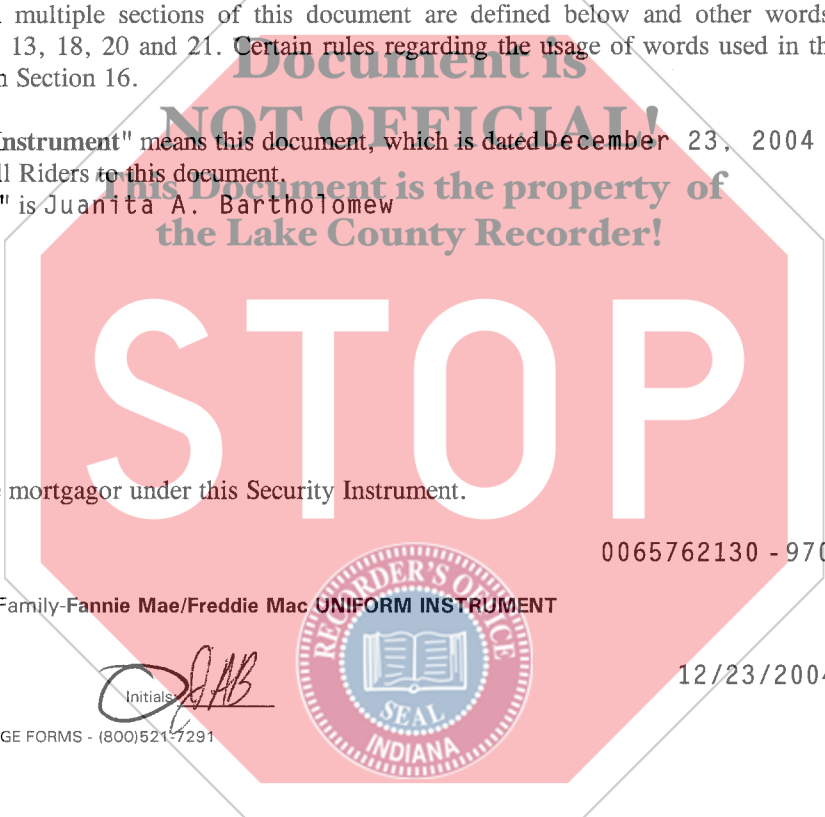 multiple sections of this document are defined below and other words
13, 18, 20 and 21. Certain rules regarding the usage of words used in th
Section 16.
Document is
NOT OFFICIAL!
This Document is the property of
the Lake County Recorder!
Instrument" means this document, which is dated December 23, 2004
ll Riders to this document.
" is Juanita A. Bartholomew
STOP
mortgagor under this Security Instrument.
0065762130 - 970
Family-Fannie Mae/Freddie Mac UNIFORM INSTRUMENT
RECORDER'S OFFICE
SEAL
INDIANA
Initials: JAB
12/23/2004
GE FORMS - (800)521-7291